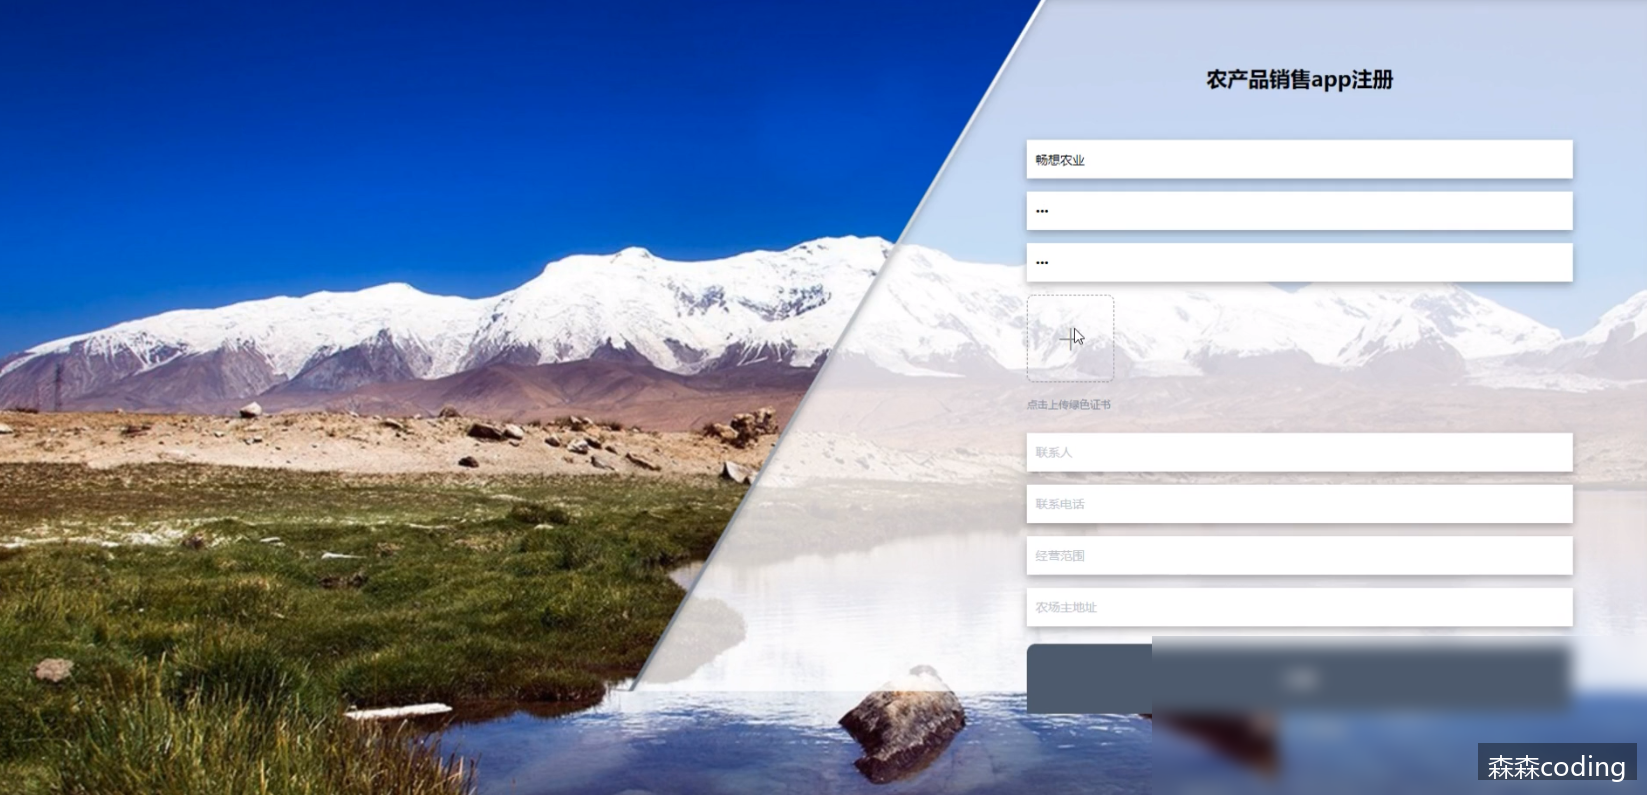 农产品销售app注册
畅想农业
•••
•••
点击上传绿色证书
联系人
联系电话
经营范围
农场主地址
森森coding